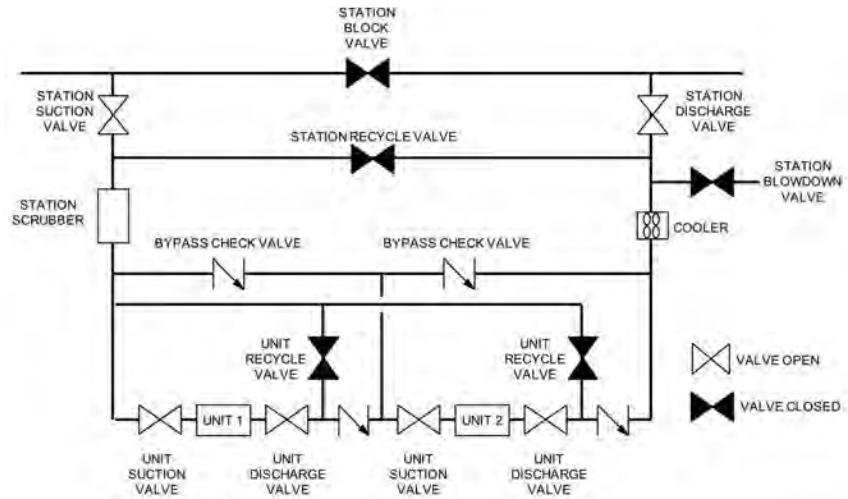 STATION
BLOCK
VALVE
STATION
SUCTION
VALVE
STATION
DISCHARGE
VALVE
STATION RECYCLE VALVE
STATION
BLOWDOWN
VALVE
STATION
SCRUBBER
COOLER
BYPASS CHECK VALVE
BYPASS CHECK VALVE
UNIT
RECYCLE
VALVE
UNIT
RECYCLE
VALVE
VALVE OPEN
VALVE CLOSED
UNIT 1
UNIT 2
UNIT
SUCTION
VALVE
UNIT
DISCHARGE
VALVE
UNIT
SUCTION
VALVE
UNIT
DISCHARGE
VALVE